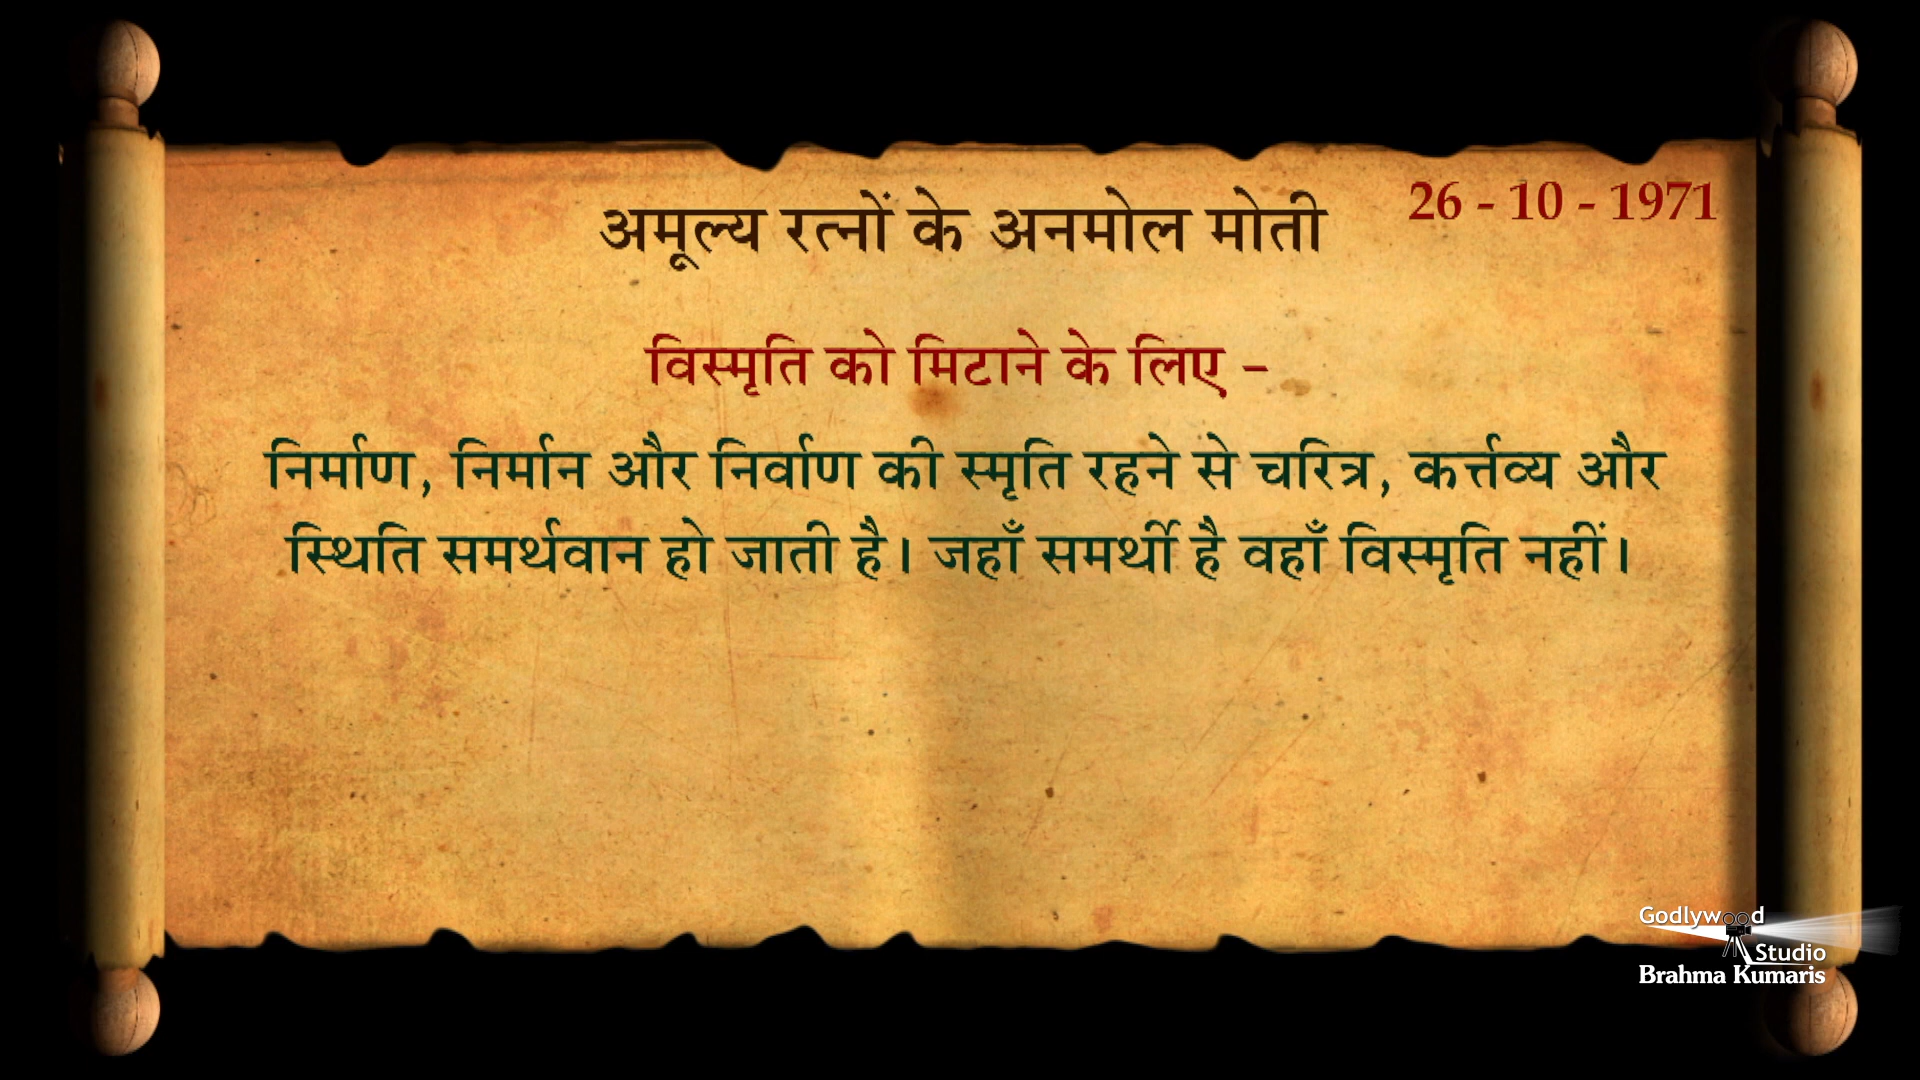 अमूल्य रत्नों के अनमोल मोती
26 - 10 - 1971
विस्मृति को मिटाने के लिए -
निर्माण, निर्मान और निर्वाण की स्मृति रहने से चरित्र, कर्त्तव्य और
स्थिति समर्थवान हो जाती है। जहाँ समर्थी है वहाँ विस्मृति नहीं।
Godlywood
Studio
Brahma Kumaris